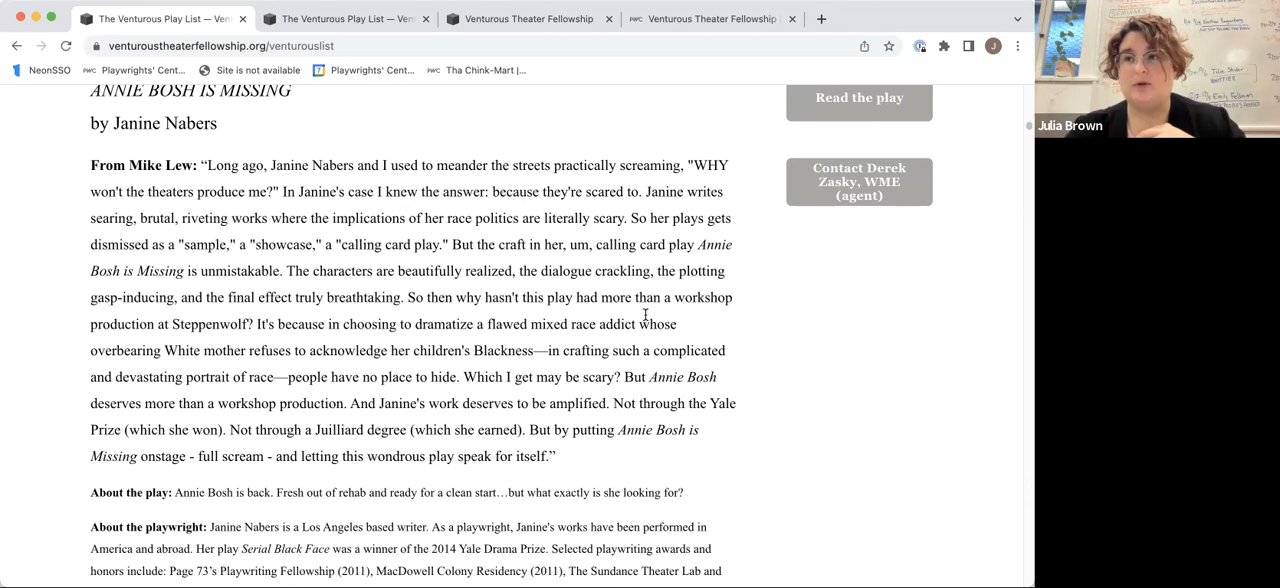 The Venturous Play List — Ven
The Venturous Play List — Ven
Venturous Theater Fellowship
PWC Venturous Theater Fellowship
venturoustheaterfellowship.org/venturouslist
J
NeonSSO
PWC Playwrights' Cent...
Site is not available
7 Playwrights' Cent...
PWC Tha Chink-Mart |...
ANNIE BOSH IS MISSING
Read the play
by Janine Nabers
Julia Brown
From Mike Lew: “Long ago, Janine Nabers and I used to meander the streets practically screaming, "WHY
won't the theaters produce me?" In Janine's case I knew the answer: because they're scared to. Janine writes
searing, brutal, riveting works where the implications of her race politics are literally scary. So her plays gets
dismissed as a "sample," a "showcase," a "calling card play." But the craft in her, um, calling card play Annie
Bosh is Missing is unmistakable. The characters are beautifully realized, the dialogue crackling, the plotting
gasp-inducing, and the final effect truly breathtaking. So then why hasn't this play had more than a workshop
production at Steppenwolf? It's because in choosing to dramatize a flawed mixed race addict whose
overbearing White mother refuses to acknowledge her children's Blackness—in crafting such a complicated
and devastating portrait of race—people have no place to hide. Which I get may be scary? But Annie Bosh
deserves more than a workshop production. And Janine's work deserves to be amplified. Not through the Yale
Prize (which she won). Not through a Juilliard degree (which she earned). But by putting Annie Bosh is
Missing onstage - full scream - and letting this wondrous play speak for itself.”
Contact Derek
Zasky, WME
(agent)
About the play: Annie Bosh is back. Fresh out of rehab and ready for a clean start…but what exactly is she looking for?
About the playwright: Janine Nabers is a Los Angeles based writer. As a playwright, Janine's works have been performed in
America and abroad. Her play Serial Black Face was a winner of the 2014 Yale Drama Prize. Selected playwriting awards and
honors include: Page 73’s Playwriting Fellowship (2011), MacDowell Colony Residency (2011), The Sundance Theater Lab and